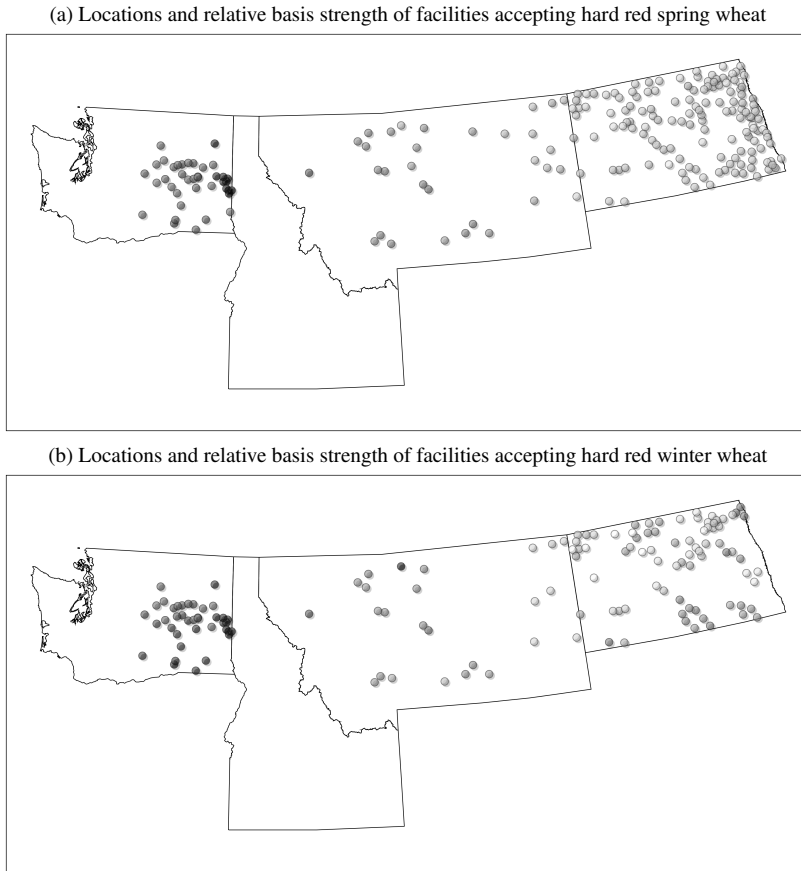 (a) Locations and relative basis strength of facilities accepting hard red spring wheat
(b) Locations and relative basis strength of facilities accepting hard red winter wheat